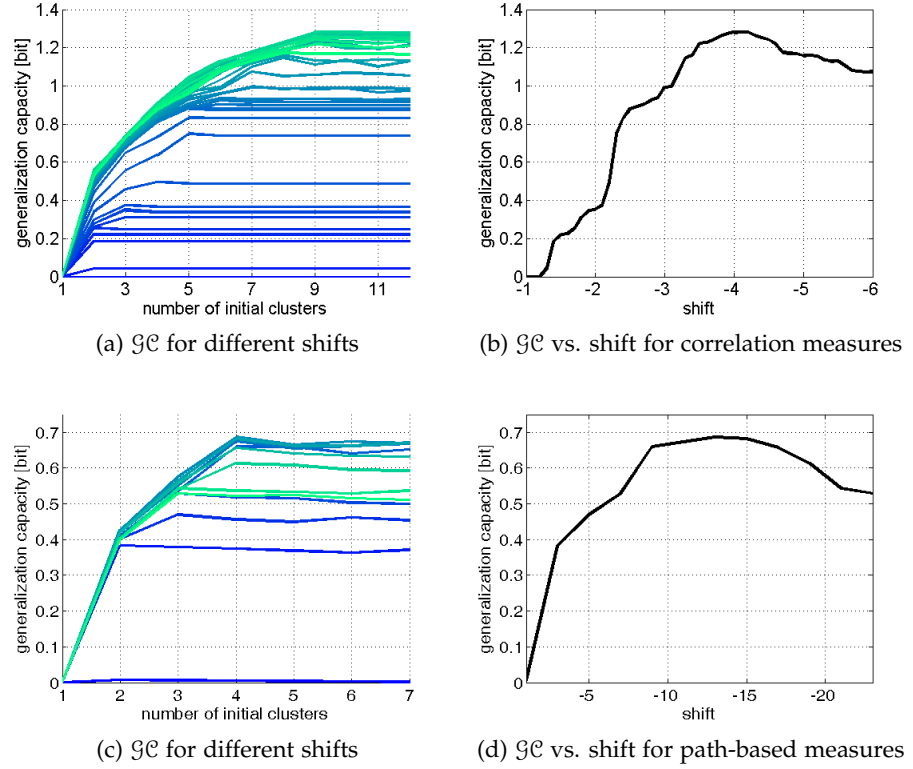 1.4
1.2
1
0.8
0.6
0.4
0.2
0
generalization capacity [bit]
1 3 5 7 9 11
number of initial clusters
(a) 𝒢𝒞 for different shifts
1.4
1.2
1
0.8
0.6
0.4
0.2
0
generalization capacity [bit]
-1 -2 -3 -4 -5 -6
shift
(b) 𝒢𝒞 vs. shift for correlation measures
0.7
0.6
0.5
0.4
0.3
0.2
0.1
0
generalization capacity [bit]
1 2 3 4 5 6 7
number of initial clusters
(c) 𝒢𝒞 for different shifts
0.7
0.6
0.5
0.4
0.3
0.2
0.1
0
generalization capacity [bit]
-5 -10 -15 -20
shift
(d) 𝒢𝒞 vs. shift for path-based measures